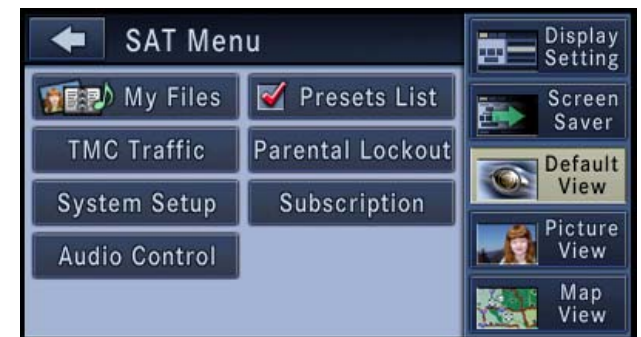 SAT Menu
My Files
Presets List
TMC Traffic
Parental Lockout
System Setup
Subscription
Audio Control
Display
Setting
Screen
Saver
Default
View
Picture
View
Map
View